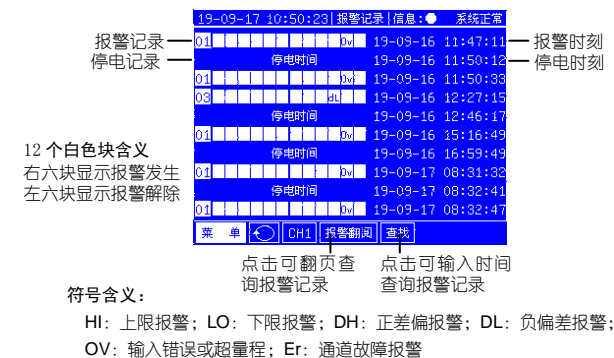 19-09-17 10:50:23 报警记录 信息:● 系统正常
报警记录 01 Ov 19-09-16 11:47:11 报警时刻
停电记录 停电时间 19-09-16 11:50:12 停电时刻
01 Ov 19-09-16 11:50:33
03 dL 19-09-16 12:27:15
停电时间 19-09-16 12:46:17
01 Ov 19-09-16 15:16:49
停电时间 19-09-16 16:59:49
01 Ov 19-09-17 08:31:32
停电时间 19-09-17 08:32:41
01 Ov 19-09-17 08:32:47
12 个白色块含义
右六块显示报警发生
左六块显示报警解除
菜 单 CH1 报警翻阅 查找
点击可翻页查
询报警记录
点击可输入时间
查询报警记录
符号含义：
HI：上限报警；LO：下限报警；DH：正差偏报警；DL：负偏差报警；
OV：输入错误或超量程；Er：通道故障报警